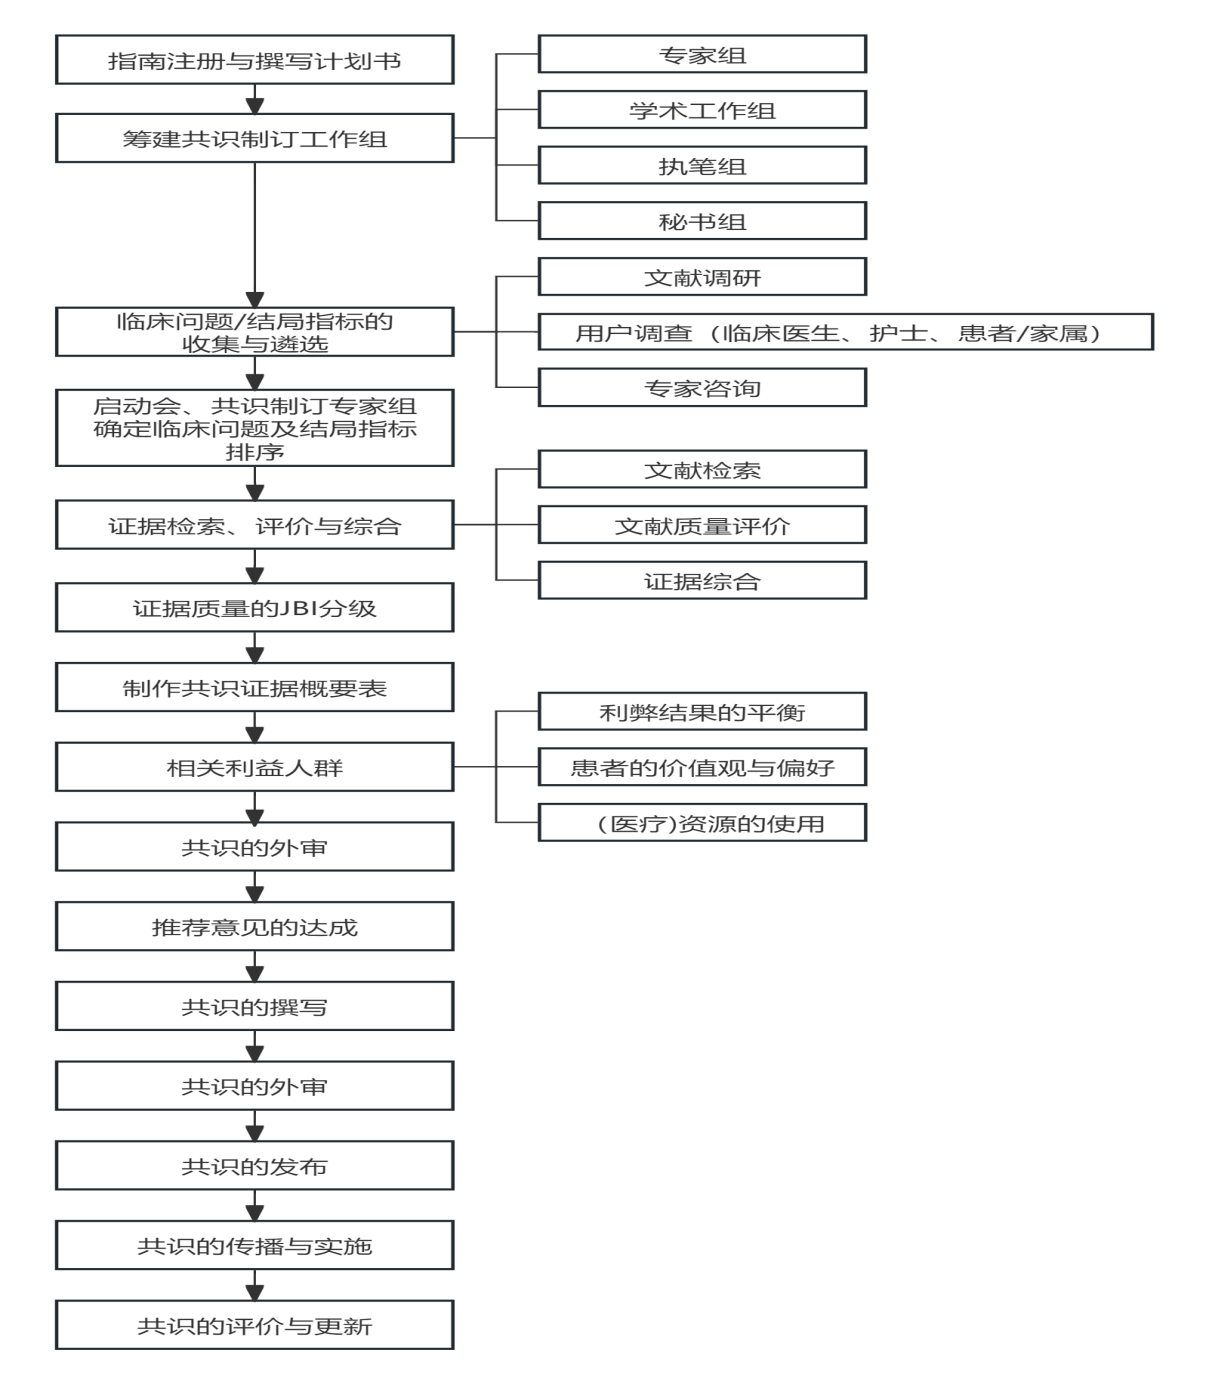 指南注册与撰写计划书
专家组
学术工作组
筹建共识制订工作组
执笔组
秘书组
文献调研
临床问题/结局指标的
收集与遴选
用户调查（临床医生、护士、患者/家属）
专家咨询
启动会、共识制订专家组
确定临床问题及结局指标
排序
文献检索
证据检索、评价与综合
文献质量评价
证据综合
证据质量的JBI分级
制作共识证据概要表
利弊结果的平衡
相关利益人群
患者的价值观与偏好
(医疗)资源的使用
共识的外审
推荐意见的达成
共识的撰写
共识的外审
共识的发布
共识的传播与实施
共识的评价与更新